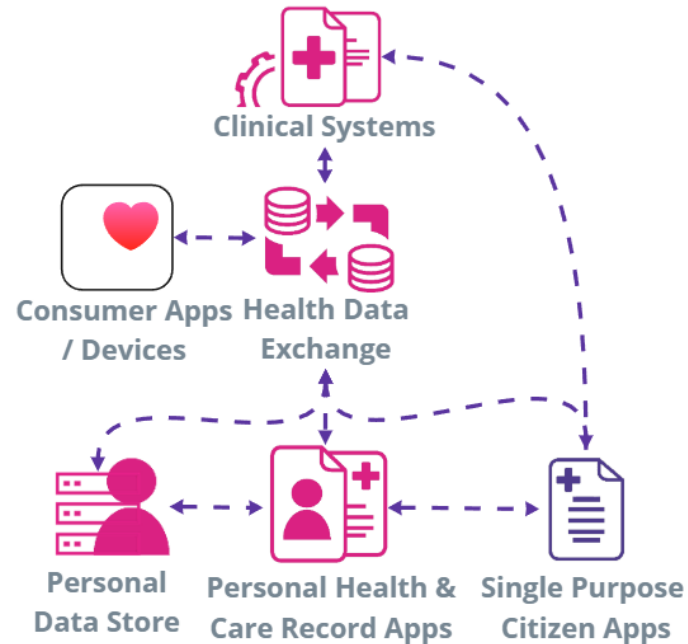 Clinical Systems
Consumer Apps
/ Devices
Health Data
Exchange
Personal
Data Store
Personal Health &
Care Record Apps
Single Purpose
Citizen Apps